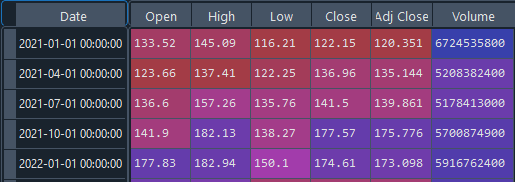 Date Open High Low Close Adj Close Volume
2021-01-01 00:00:00 133.52 145.09 116.21 122.15 120.351 6724535800
2021-04-01 00:00:00 123.66 137.41 122.25 136.96 135.144 5208382400
2021-07-01 00:00:00 136.6 157.26 135.76 141.5 139.861 5178413000
2021-10-01 00:00:00 141.9 182.13 138.27 177.57 175.776 5700874900
2022-01-01 00:00:00 177.83 182.94 150.1 174.61 173.098 5916762400